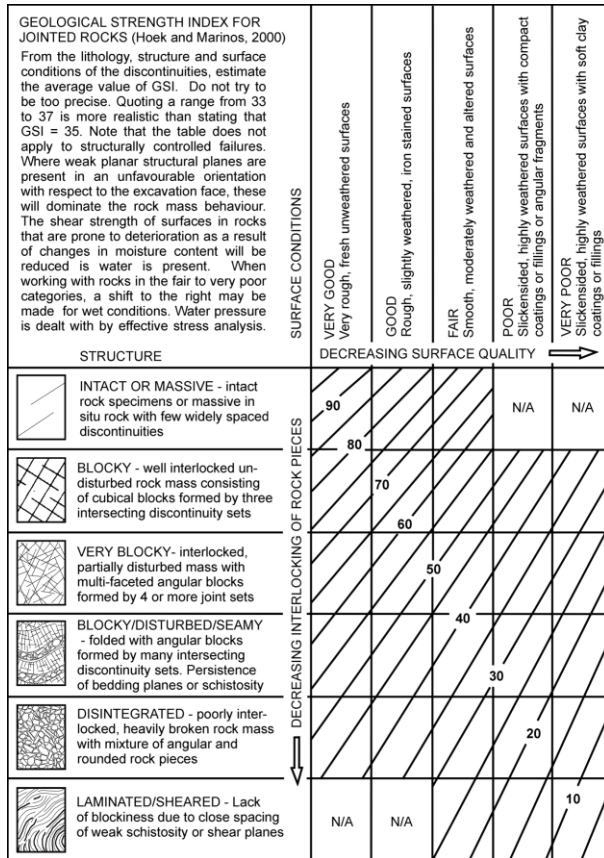 GEOLOGICAL STRENGTH INDEX FOR
JOINTED ROCKS (Hoek and Marinos, 2000)
From the lithology, structure and surface
conditions of the discontinuities, estimate
the average value of GSI. Do not try to
be too precise. Quoting a range from 33
to 37 is more realistic than stating that
GSI = 35. Note that the table does not
apply to structurally controlled failures.
Where weak planar structural planes are
present in an unfavourable orientation
with respect to the excavation face, these
will dominate the rock mass behaviour.
The shear strength of surfaces in rocks
that are prone to deterioration as a result
of changes in moisture content will be
reduced is water is present. When
working with rocks in the fair to very poor
categories, a shift to the right may be
made for wet conditions. Water pressure
is dealt with by effective stress analysis.
STRUCTURE
SURFACE CONDITIONS
VERY GOOD
Very rough, fresh unweathered surfaces
GOOD
Rough, slightly weathered, iron stained surfaces
FAIR
Smooth, moderately weathered and altered surfaces
POOR
Slickensided, highly weathered surfaces with compact
coatings or fillings or angular fragments
VERY POOR
Slickensided, highly weathered surfaces with soft clay
coatings or fillings
DECREASING SURFACE QUALITY
DECREASING INTERLOCKING OF ROCK PIECES
INTACT OR MASSIVE - intact
rock specimens or massive in
situ rock with few widely spaced
discontinuities
90
80
N/A
N/A
BLOCKY - well interlocked un-
disturbed rock mass consisting
of cubical blocks formed by three
intersecting discontinuity sets
70
60
VERY BLOCKY- interlocked,
partially disturbed mass with
multi-faceted angular blocks
formed by 4 or more joint sets
50
BLOCKY/DISTURBED/SEAMY
- folded with angular blocks
formed by many intersecting
discontinuity sets. Persistence
of bedding planes or schistosity
40
30
DISINTEGRATED - poorly inter-
locked, heavily broken rock mass
with mixture of angular and
rounded rock pieces
20
LAMINATED/SHEARED - Lack
of blockiness due to close spacing
of weak schistosity or shear planes
N/A
N/A
10